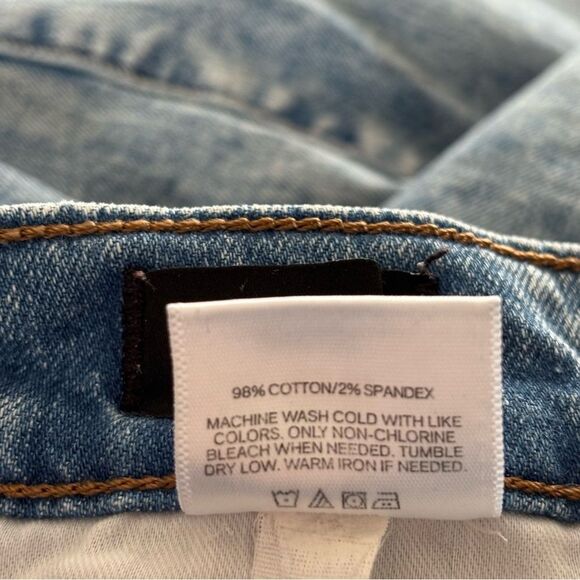 98% COTTON/2% SPANDEX
MACHINE WASH COLD WITH LIKE
COLORS. ONLY NON-CHLORINE
BLEACH WHEN NEEDED. TUMBLE
DRY LOW. WARM IRON IF NEEDED.